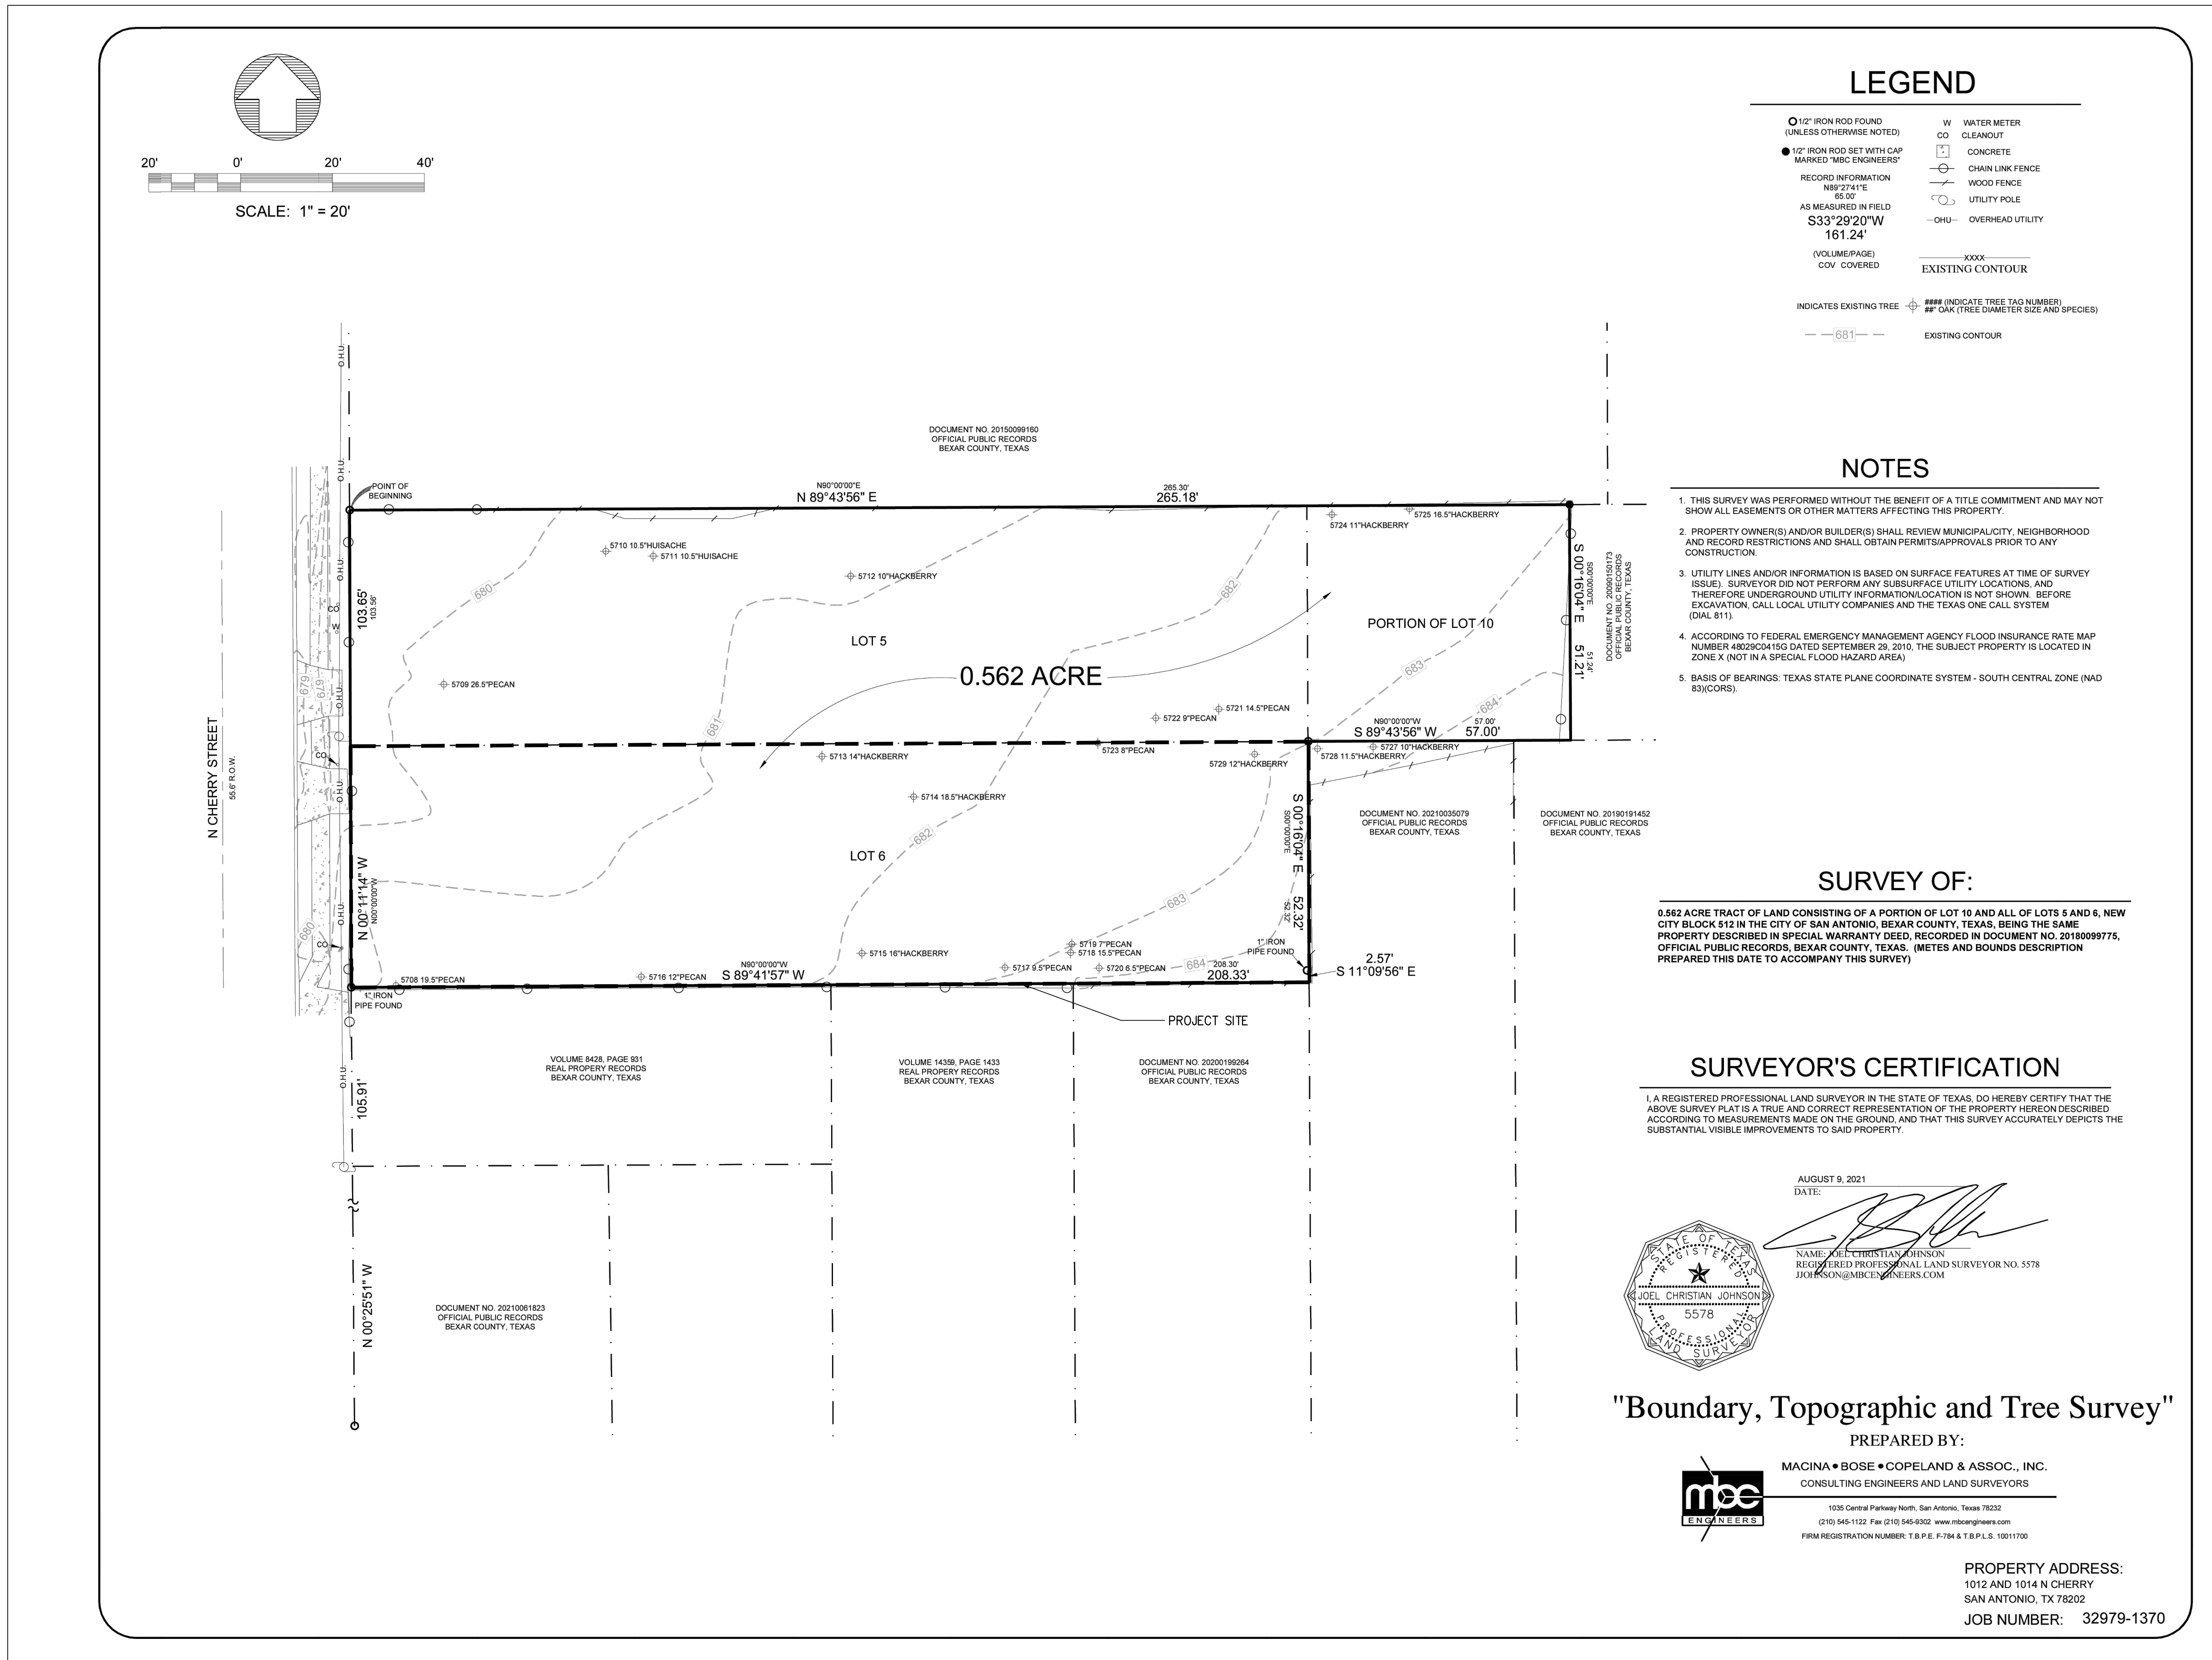 20' 0' 20' 40'
SCALE: 1" = 20'
LEGEND
1/2" IRON ROD FOUND
(UNLESS OTHERWISE NOTED)
1/2" IRON ROD SET WITH CAP
MARKED "MBC ENGINEERS"
RECORD INFORMATION
N89°27'41"E
65.00'
AS MEASURED IN FIELD
S33°29'20"W
161.24'
(VOLUME/PAGE)
COV COVERED
W WATER METER
CO CLEANOUT
CONCRETE
CHAIN LINK FENCE
WOOD FENCE
UTILITY POLE
OHU OVERHEAD UTILITY
XXXX
EXISTING CONTOUR
INDICATES EXISTING TREE
#### (INDICATE TREE TAG NUMBER)
##" OAK (TREE DIAMETER SIZE AND SPECIES)
681 EXISTING CONTOUR
O.H.U.
O.H.U.
DOCUMENT NO. 20150099160
OFFICIAL PUBLIC RECORDS
BEXAR COUNTY, TEXAS
POINT OF
BEGINNING
N90°00'00"E
N 89°43'56" E
265.30'
265.18'
5710 10.5"HUISACHE
5711 10.5"HUISACHE
5712 10"HACKBERRY
5724 11"HACKBERRY
5725 16.5"HACKBERRY
680
682
O.H.U.
CO
W
103.65'
103.56'
LOT 5
PORTION OF LOT 10
0.562 ACRE
S 00°16'04" E 51.21'
S00°00'00"E 51.24'
DOCUMENT NO. 20090150173
OFFICIAL PUBLIC RECORDS
BEXAR COUNTY, TEXAS
679
679
O.H.U.
5709 26.5"PECAN
683
684
681
5721 14.5"PECAN
5722 9"PECAN
N90°00'00"W 57.00'
S 89°43'56" W 57.00'
5723 8"PECAN
5727 10"HACKBERRY
5713 14"HACKBERRY
5729 12"HACKBERRY
5728 11.5"HACKBERRY
CO
O.H.U.
N CHERRY STREET
55.6' R.O.W.
5714 18.5"HACKBERRY
682
LOT 6
S 00°16'04" E 52.32'
S00°00'00"E 52.32'
DOCUMENT NO. 20210035079
OFFICIAL PUBLIC RECORDS
BEXAR COUNTY, TEXAS
DOCUMENT NO. 20190191452
OFFICIAL PUBLIC RECORDS
BEXAR COUNTY, TEXAS
N 00°11'14" W
N00°00'00"W
683
O.H.U.
680
CO
5719 7"PECAN
5718 15.5"PECAN
5715 16"HACKBERRY
1" IRON
PIPE FOUND
5717 9.5"PECAN
5720 6.5"PECAN
684
208.30'
208.33'
2.57'
S 11°09'56" E
5708 19.5"PECAN
5716 12"PECAN
N90°00'00"W
S 89°41'57" W
1" IRON
PIPE FOUND
PROJECT SITE
VOLUME 8428, PAGE 931
REAL PROPERY RECORDS
BEXAR COUNTY, TEXAS
VOLUME 14359, PAGE 1433
REAL PROPERY RECORDS
BEXAR COUNTY, TEXAS
DOCUMENT NO. 20200199264
OFFICIAL PUBLIC RECORDS
BEXAR COUNTY, TEXAS
O.H.U.
105.91'
N 00°25'51" W
DOCUMENT NO. 20210061823
OFFICIAL PUBLIC RECORDS
BEXAR COUNTY, TEXAS
NOTES
1. THIS SURVEY WAS PERFORMED WITHOUT THE BENEFIT OF A TITLE COMMITMENT AND MAY NOT
SHOW ALL EASEMENTS OR OTHER MATTERS AFFECTING THIS PROPERTY.
2. PROPERTY OWNER(S) AND/OR BUILDER(S) SHALL REVIEW MUNICIPAL/CITY, NEIGHBORHOOD
AND RECORD RESTRICTIONS AND SHALL OBTAIN PERMITS/APPROVALS PRIOR TO ANY
CONSTRUCTION.
3. UTILITY LINES AND/OR INFORMATION IS BASED ON SURFACE FEATURES AT TIME OF SURVEY
ISSUE). SURVEYOR DID NOT PERFORM ANY SUBSURFACE UTILITY LOCATIONS, AND
THEREFORE UNDERGROUND UTILITY INFORMATION/LOCATION IS NOT SHOWN. BEFORE
EXCAVATION, CALL LOCAL UTILITY COMPANIES AND THE TEXAS ONE CALL SYSTEM
(DIAL 811).
4. ACCORDING TO FEDERAL EMERGENCY MANAGEMENT AGENCY FLOOD INSURANCE RATE MAP
NUMBER 48029C0415G DATED SEPTEMBER 29, 2010, THE SUBJECT PROPERTY IS LOCATED IN
ZONE X (NOT IN A SPECIAL FLOOD HAZARD AREA)
5. BASIS OF BEARINGS: TEXAS STATE PLANE COORDINATE SYSTEM - SOUTH CENTRAL ZONE (NAD
83)(CORS).
SURVEY OF:
0.562 ACRE TRACT OF LAND CONSISTING OF A PORTION OF LOT 10 AND ALL OF LOTS 5 AND 6, NEW
CITY BLOCK 512 IN THE CITY OF SAN ANTONIO, BEXAR COUNTY, TEXAS, BEING THE SAME
PROPERTY DESCRIBED IN SPECIAL WARRANTY DEED, RECORDED IN DOCUMENT NO. 20180099775,
OFFICIAL PUBLIC RECORDS, BEXAR COUNTY, TEXAS. (METES AND BOUNDS DESCRIPTION
PREPARED THIS DATE TO ACCOMPANY THIS SURVEY)
SURVEYOR'S CERTIFICATION
I, A REGISTERED PROFESSIONAL LAND SURVEYOR IN THE STATE OF TEXAS, DO HEREBY CERTIFY THAT THE
ABOVE SURVEY PLAT IS A TRUE AND CORRECT REPRESENTATION OF THE PROPERTY HEREON DESCRIBED
ACCORDING TO MEASUREMENTS MADE ON THE GROUND, AND THAT THIS SURVEY ACCURATELY DEPICTS THE
SUBSTANTIAL VISIBLE IMPROVEMENTS TO SAID PROPERTY.
AUGUST 9, 2021
DATE:
NAME: JOEL CHRISTIAN JOHNSON
REGISTERED PROFESSIONAL LAND SURVEYOR NO. 5578
JJOHNSON@MBCENGINEERS.COM
STATE OF TEXAS
REGISTERED
JOEL CHRISTIAN JOHNSON
5578
PROFESSIONAL
LAND SURVEYOR
"Boundary, Topographic and Tree Survey"
PREPARED BY:
mbc
ENGINEERS
MACINA • BOSE • COPELAND & ASSOC., INC.
CONSULTING ENGINEERS AND LAND SURVEYORS
1035 Central Parkway North, San Antonio, Texas 78232
(210) 545-1122 Fax (210) 545-9302 www.mbcengineers.com
FIRM REGISTRATION NUMBER: T.B.P.E. F-784 & T.B.P.L.S. 10011700
PROPERTY ADDRESS:
1012 AND 1014 N CHERRY
SAN ANTONIO, TX 78202
JOB NUMBER: 32979-1370